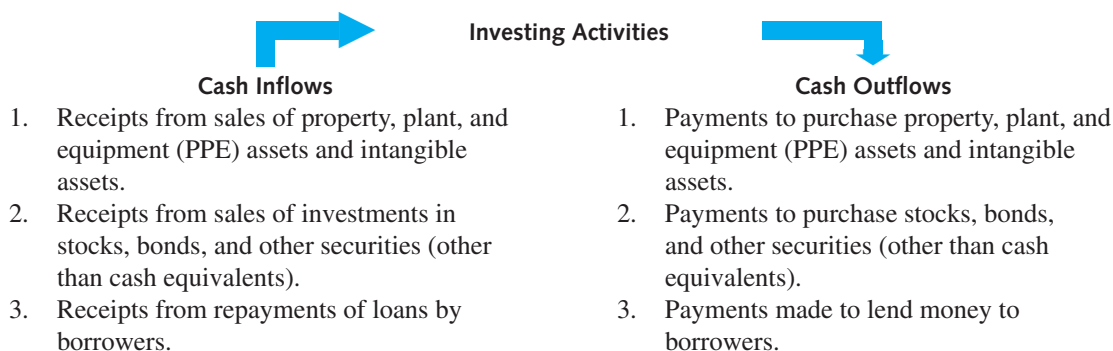 Investing Activities
Cash Inflows
1. Receipts from sales of property, plant, and
equipment (PPE) assets and intangible
assets.
2. Receipts from sales of investments in
stocks, bonds, and other securities (other
than cash equivalents).
3. Receipts from repayments of loans by
borrowers.
Cash Outflows
1. Payments to purchase property, plant, and
equipment (PPE) assets and intangible
assets.
2. Payments to purchase stocks, bonds,
and other securities (other than cash
equivalents).
3. Payments made to lend money to
borrowers.